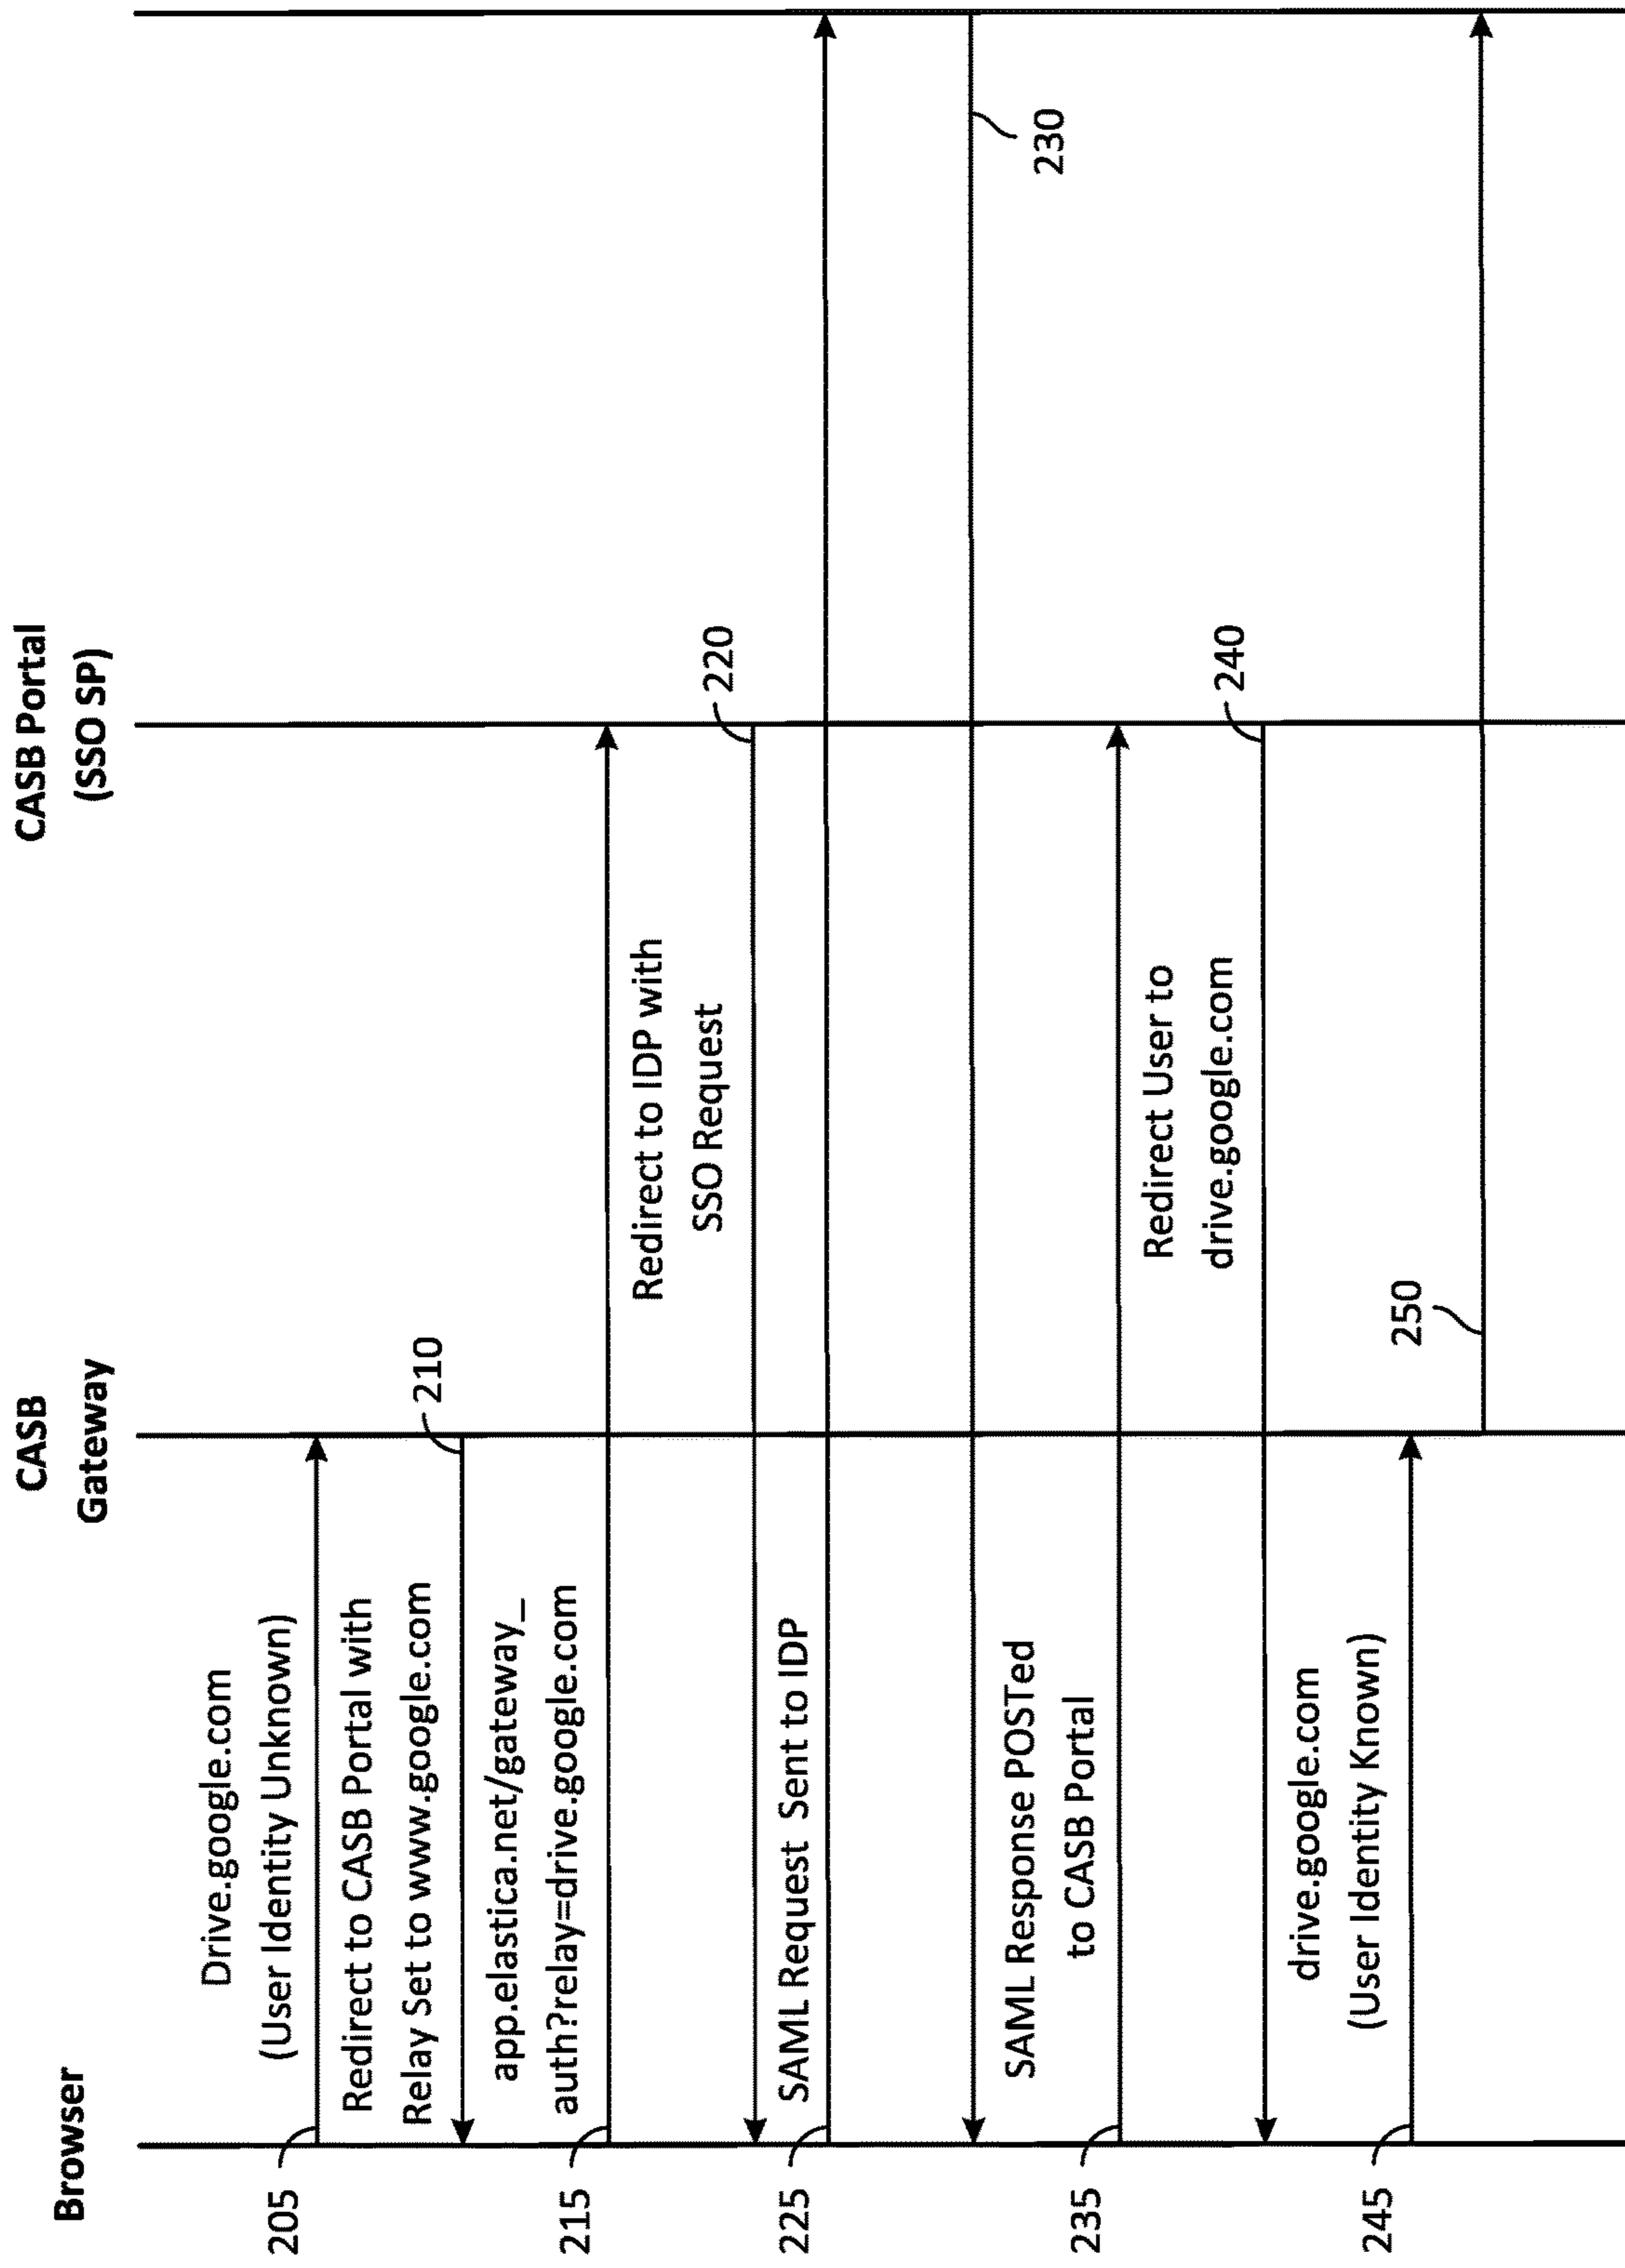 Browser
CASB
Gateway
CASB Portal
(SSO SP)
205
Drive.google.com
(User Identity Unknown)
Redirect to CASB Portal with
Relay Set to www.google.com
210
215
app.elastica.net/gateway_
auth?relay=drive.google.com
Redirect to IDP with
SSO Request
220
225
SAML Request Sent to IDP
230
235
SAML Response POSTed
to CASB Portal
Redirect User to
drive.google.com
240
245
drive.google.com
(User Identity Known)
250